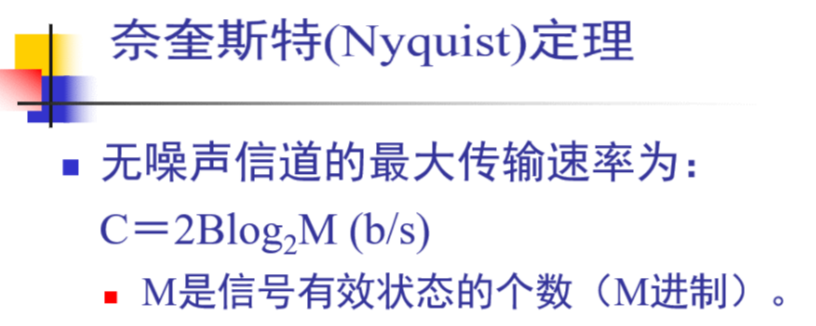 奈奎斯特(Nyquist)定理
无噪声信道的最大传输速率为：
C＝2Blog₂M (b/s)
M是信号有效状态的个数（M进制）。